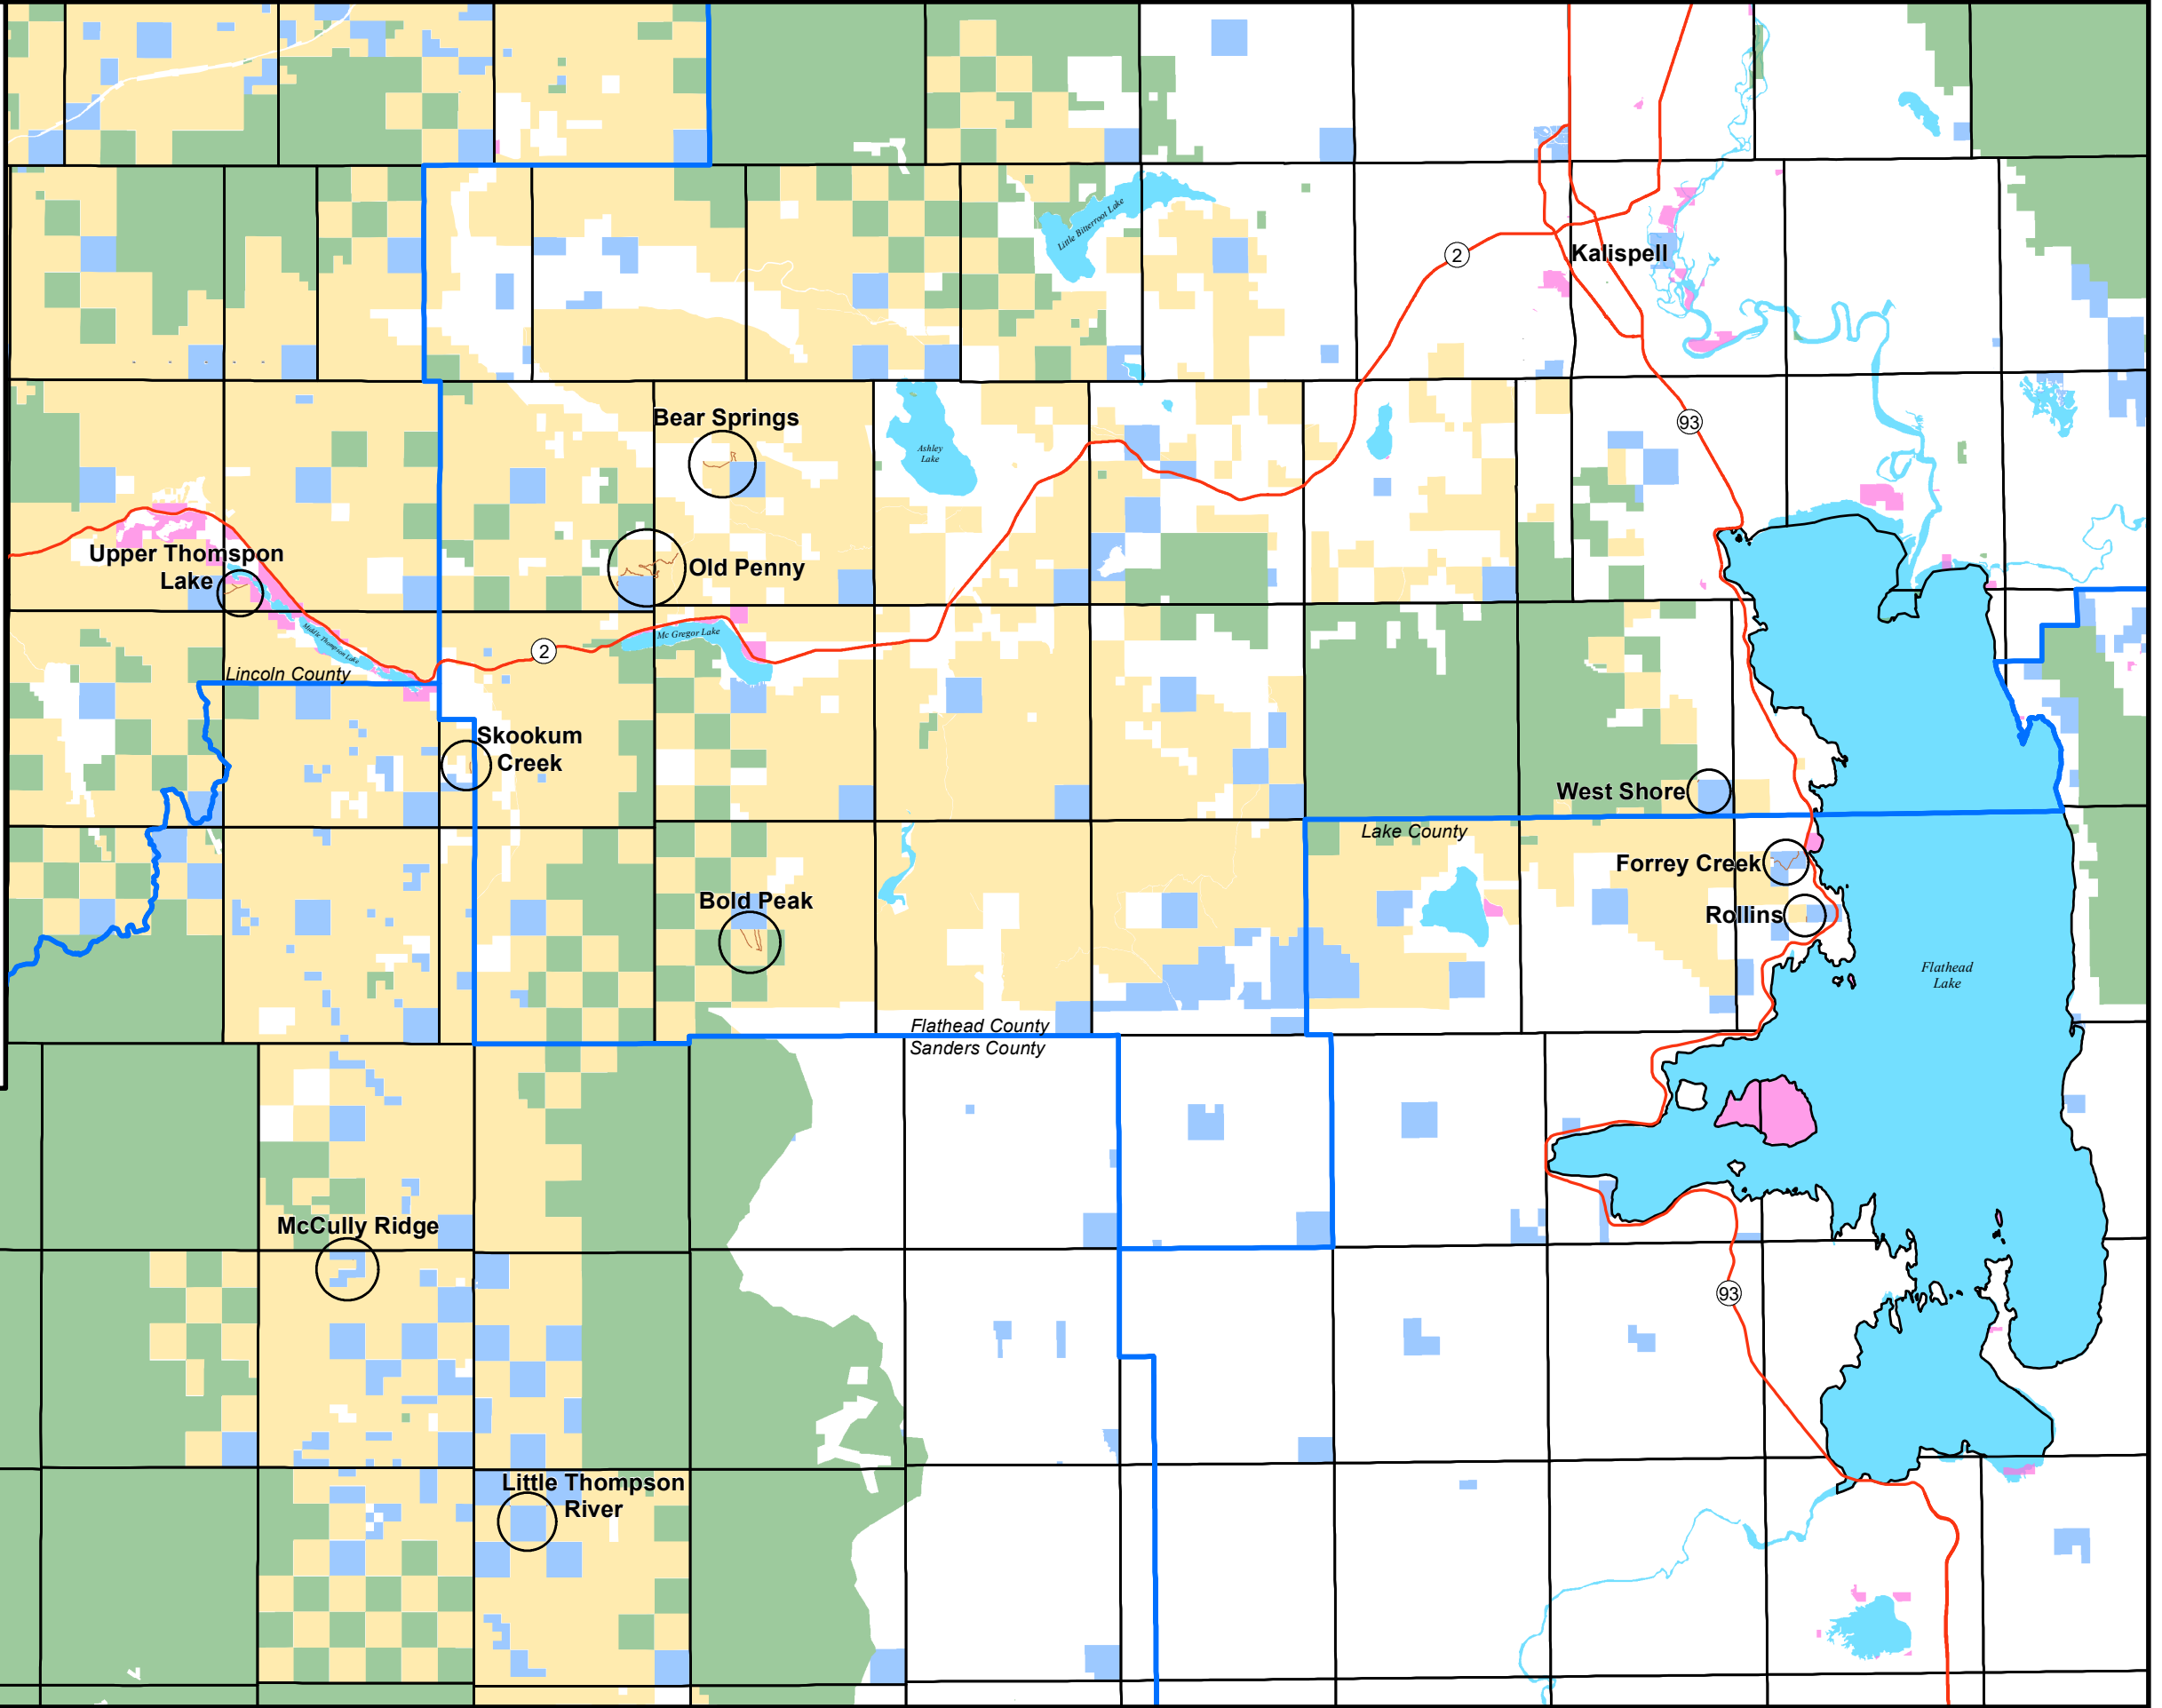 Little Bitterroot Lake
2
Kalispell
Bear Springs
93
Ashley
Lake
Upper Thomspon
Lake
Old Penny
Middle Thompson Lake
Mc Gregor Lake
2
Lincoln County
Skookum
Creek
West Shore
Lake County
Forrey Creek
Bold Peak
Rollins
Flathead
Lake
Flathead County
Sanders County
McCully Ridge
93
Little Thompson
River